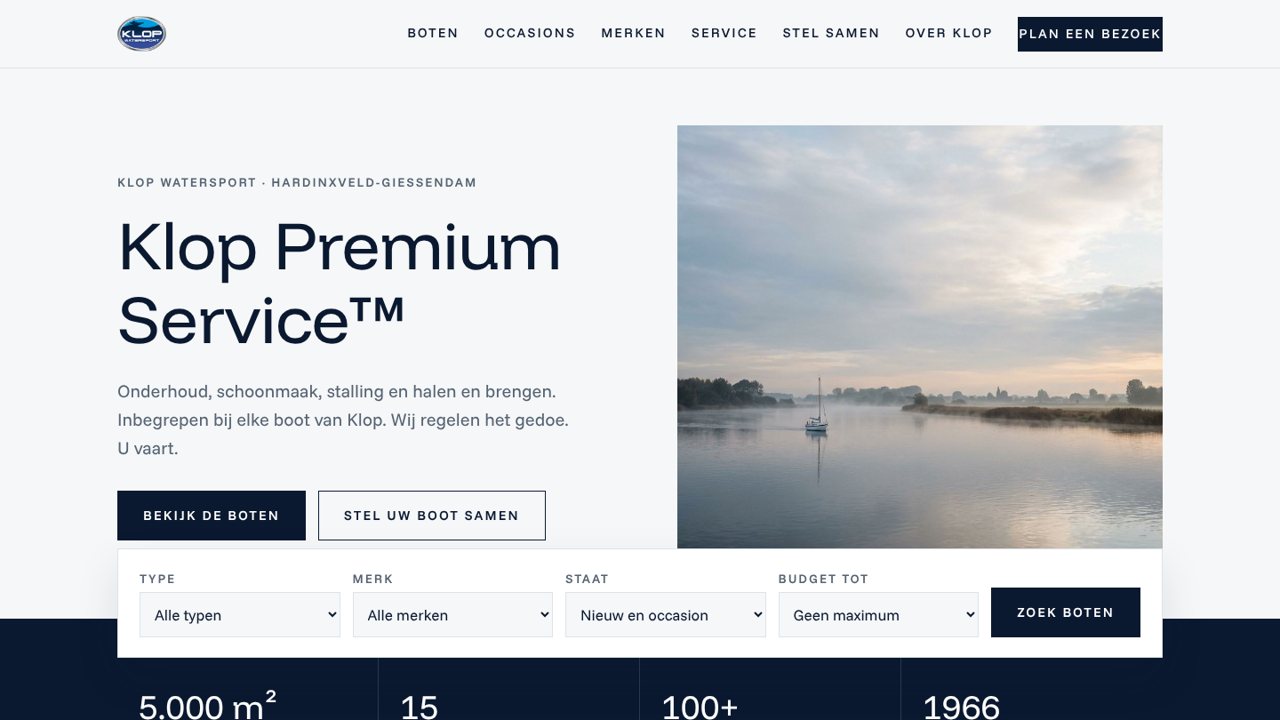 KLOP
WATERSPORT
BOTEN
OCCASIONS
MERKEN
SERVICE
STEL SAMEN
OVER KLOP
PLAN EEN BEZOEK
KLOP WATERSPORT · HARDINXVELD-GIESSENDAM
Klop Premium
Service™
Onderhoud, schoonmaak, stalling en halen en brengen.
Inbegrepen bij elke boot van Klop. Wij regelen het gedoe.
U vaart.
BEKIJK DE BOTEN
STEL UW BOOT SAMEN
TYPE
Alle typen
MERK
Alle merken
STAAT
Nieuw en occasion
BUDGET TOT
Geen maximum
ZOEK BOTEN
5.000 m²
15
100+
1966